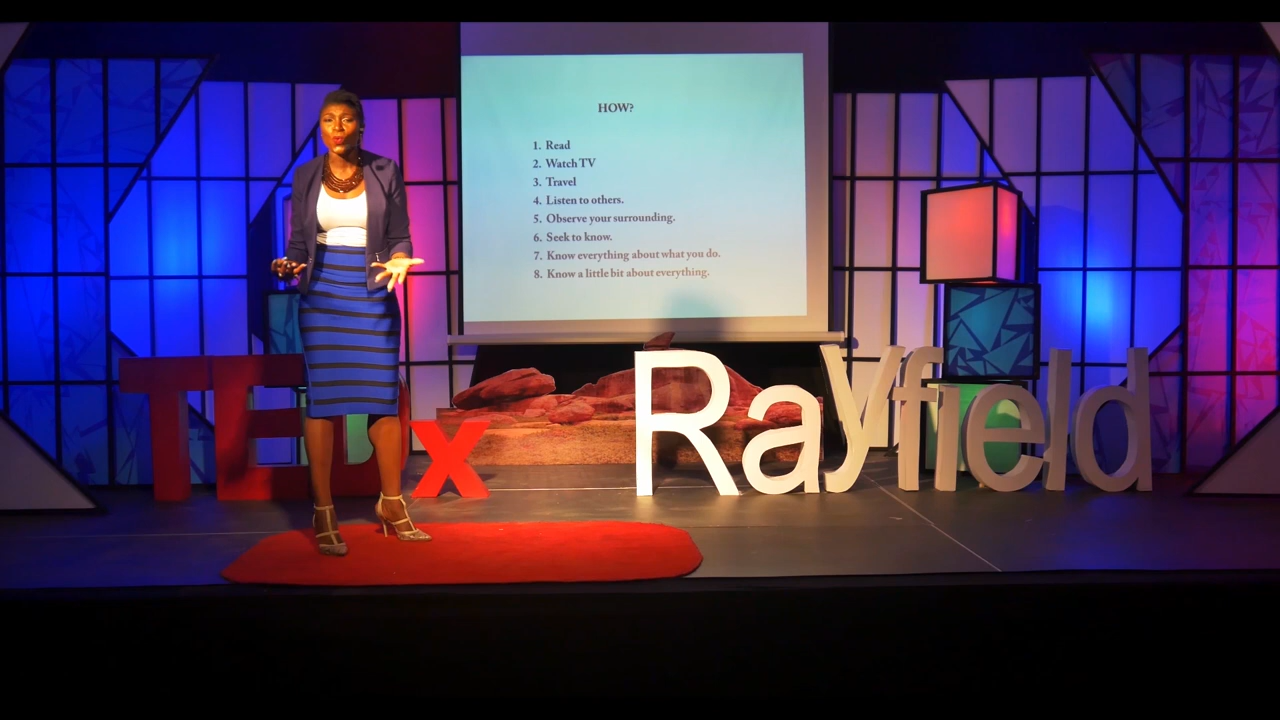 HOW?
1. Read
2. Watch TV
3. Travel
4. Listen to others.
5. Observe your surrounding.
6. Seek to know.
7. Know everything about what you do.
8. Know a little bit about everything.
TEDx Rayfield